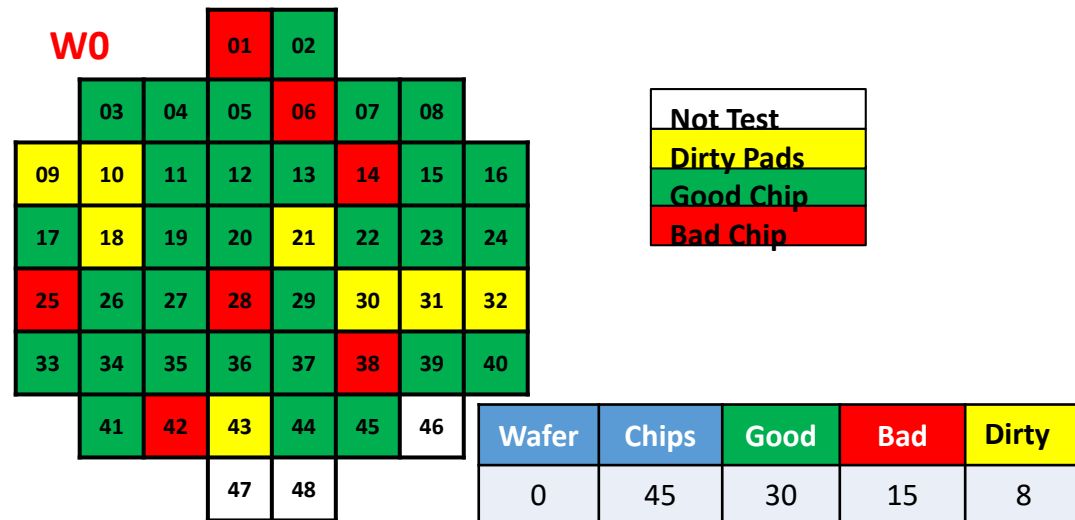 W0
01 02
03 04 05 06 07 08
09 10 11 12 13 14 15 16
17 18 19 20 21 22 23 24
25 26 27 28 29 30 31 32
33 34 35 36 37 38 39 40
41 42 43 44 45 46
47 48
Not Test
Dirty Pads
Good Chip
Bad Chip
Wafer Chips Good Bad Dirty
0 45 30 15 8